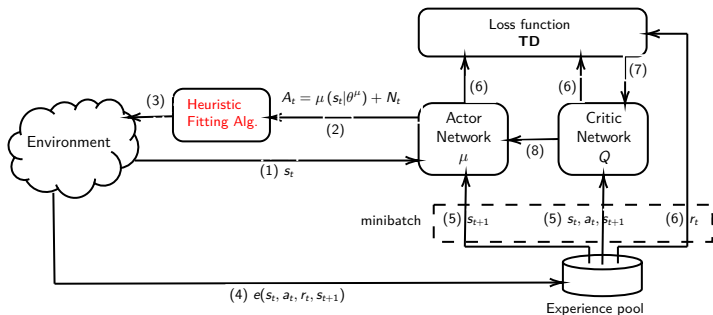 Loss function
TD
(6)
(6)
(7)
(3)
Heuristic
Fitting Alg.
A_t = μ (s_t|θ^μ) + N_t
(2)
Actor
Network
μ
(8)
Critic
Network
Q
Environment
(1) s_t
minibatch
(5) s_{t+1}
(5) s_t, a_t, s_{t+1}
(6) r_t
(4) e(s_t, a_t, r_t, s_{t+1})
Experience pool